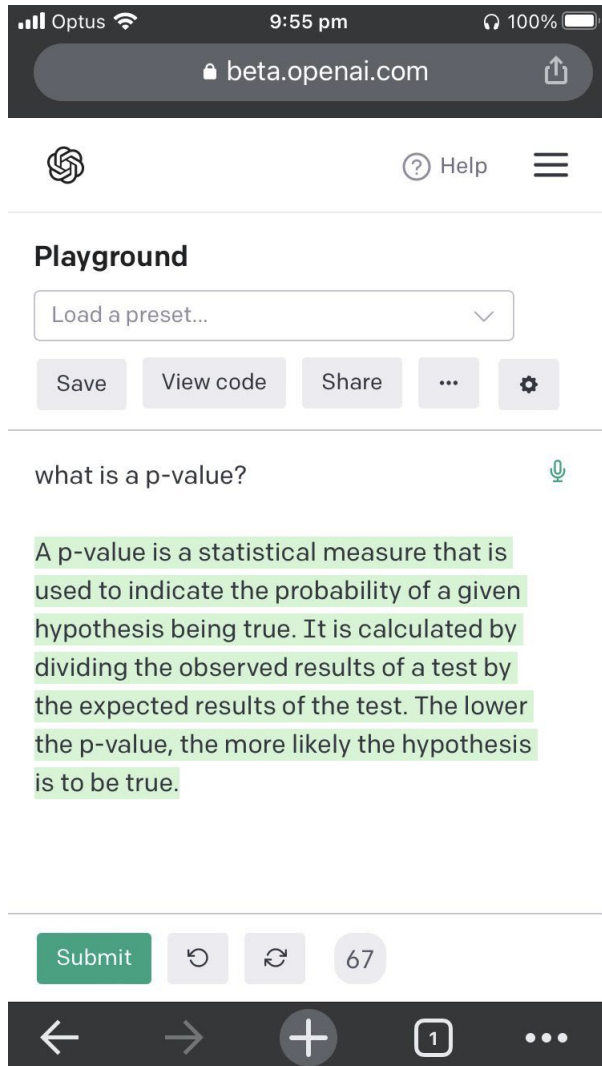 Optus 9:55 pm 100%
beta.openai.com
Help
Playground
Load a preset...
Save View code Share ...
what is a p-value?
A p-value is a statistical measure that is
used to indicate the probability of a given
hypothesis being true. It is calculated by
dividing the observed results of a test by
the expected results of the test. The lower
the p-value, the more likely the hypothesis
is to be true.
Submit 67
1